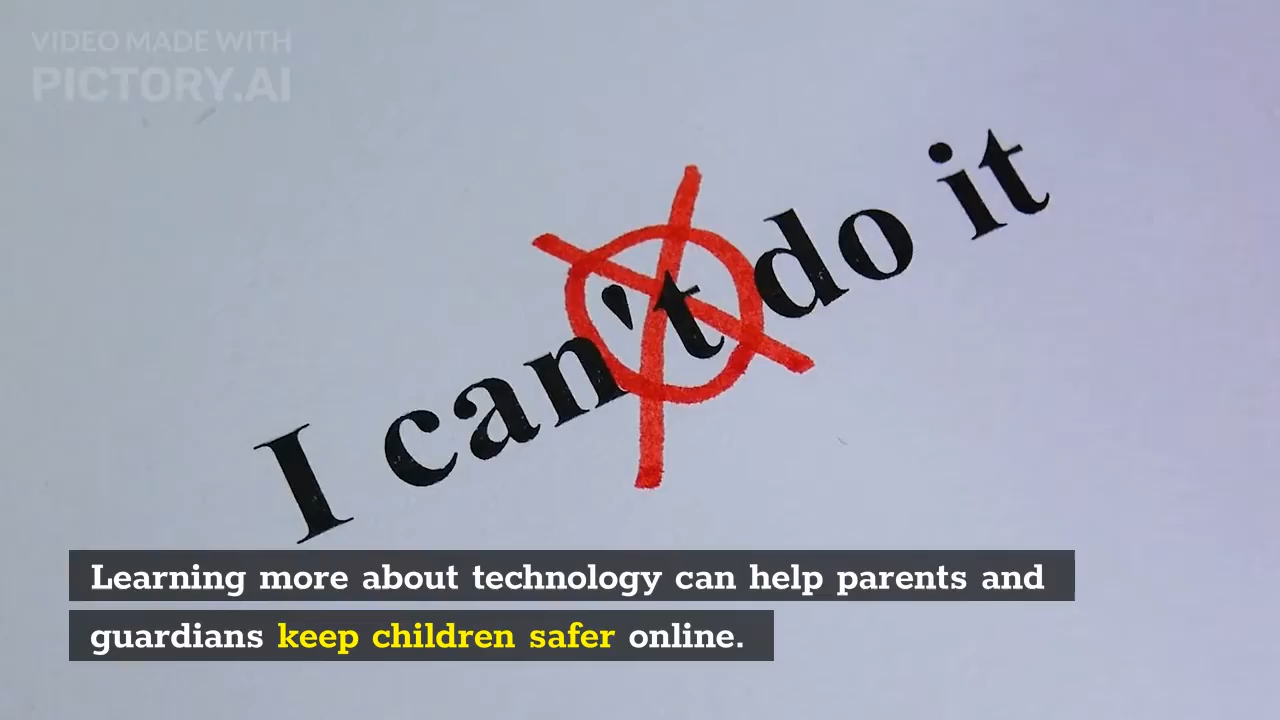 VIDEO MADE WITH
PICTORY.AI
I can't do it
Learning more about technology can help parents and
guardians keep children safer online.